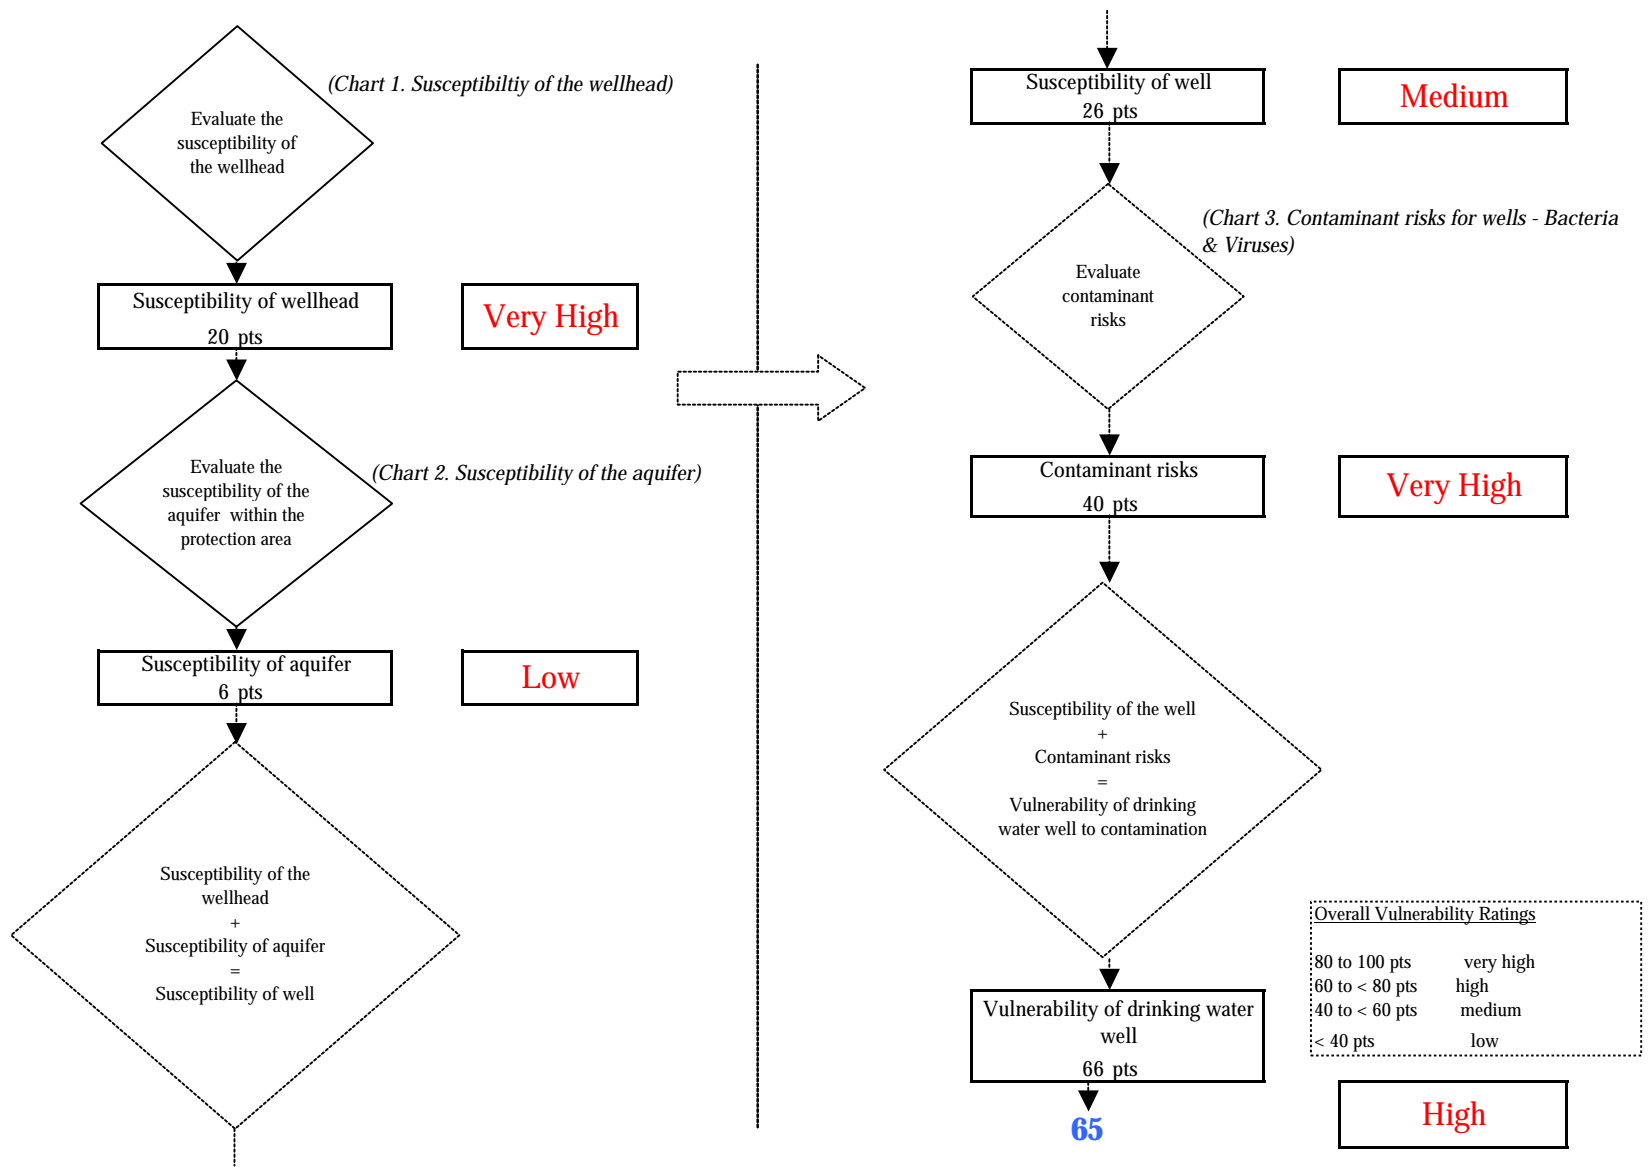 (Chart 1. Susceptibiltiy of the wellhead)
Evaluate the
susceptibility of
the wellhead
Susceptibility of wellhead
20 pts
Very High
(Chart 2. Susceptibility of the aquifer)
Evaluate the
susceptibility of the
aquifer within the
protection area
Susceptibility of aquifer
6 pts
Low
Susceptibility of the
wellhead
+
Susceptibility of aquifer
=
Susceptibility of well
Susceptibility of well
26 pts
Medium
(Chart 3. Contaminant risks for wells - Bacteria
& Viruses)
Evaluate
contaminant
risks
Contaminant risks
40 pts
Very High
Susceptibility of the well
+
Contaminant risks
=
Vulnerability of drinking
water well to contamination
Overall Vulnerability Ratings
80 to 100 pts very high
60 to < 80 pts high
40 to < 60 pts medium
< 40 pts low
Vulnerability of drinking water
well
66 pts
65
High